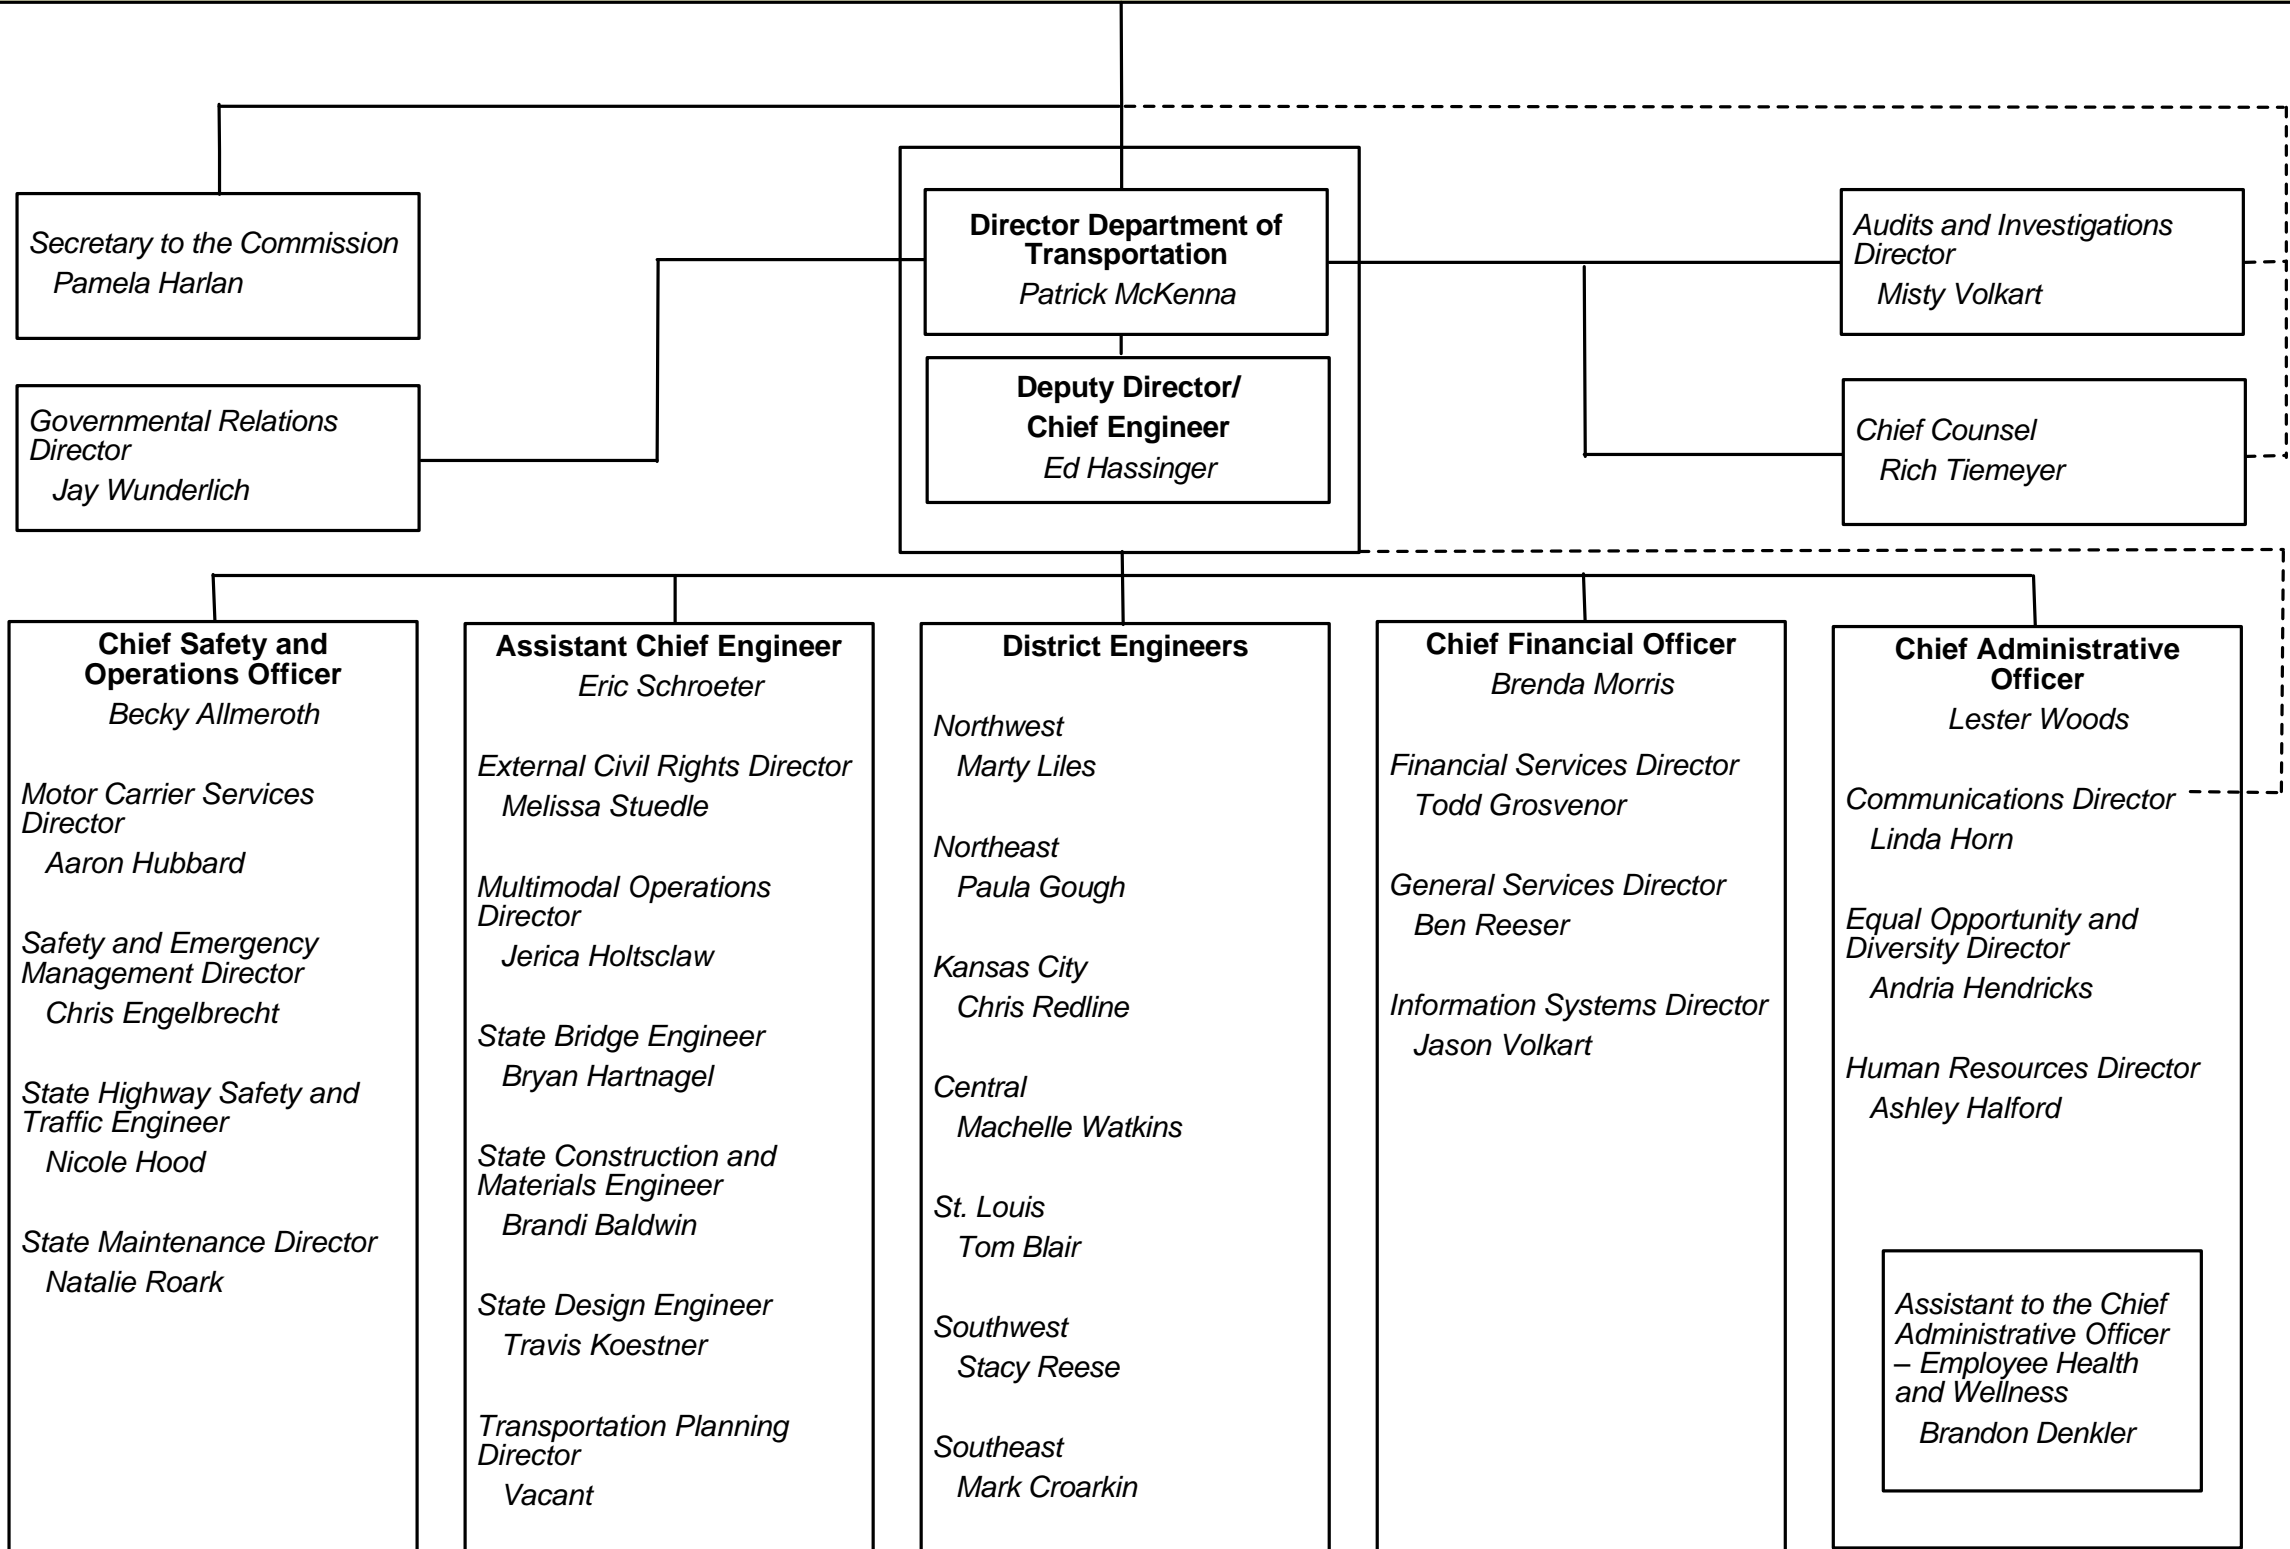 Secretary to the Commission
Pamela Harlan
Director Department of
Transportation
Patrick McKenna
Audits and Investigations
Director
Misty Volkart
Governmental Relations
Director
Jay Wunderlich
Deputy Director/
Chief Engineer
Ed Hassinger
Chief Counsel
Rich Tiemeyer
Chief Safety and
Operations Officer
Becky Allmeroth
Motor Carrier Services
Director
Aaron Hubbard
Safety and Emergency
Management Director
Chris Engelbrecht
State Highway Safety and
Traffic Engineer
Nicole Hood
State Maintenance Director
Natalie Roark
Assistant Chief Engineer
Eric Schroeter
External Civil Rights Director
Melissa Stuedle
Multimodal Operations
Director
Jerica Holtsclaw
State Bridge Engineer
Bryan Hartnagel
State Construction and
Materials Engineer
Brandi Baldwin
State Design Engineer
Travis Koestner
Transportation Planning
Director
Vacant
District Engineers
Northwest
Marty Liles
Northeast
Paula Gough
Kansas City
Chris Redline
Central
Machelle Watkins
St. Louis
Tom Blair
Southwest
Stacy Reese
Southeast
Mark Croarkin
Chief Financial Officer
Brenda Morris
Financial Services Director
Todd Grosvenor
General Services Director
Ben Reeser
Information Systems Director
Jason Volkart
Chief Administrative
Officer
Lester Woods
Communications Director
Linda Horn
Equal Opportunity and
Diversity Director
Andria Hendricks
Human Resources Director
Ashley Halford
Assistant to the Chief
Administrative Officer
– Employee Health
and Wellness
Brandon Denkler